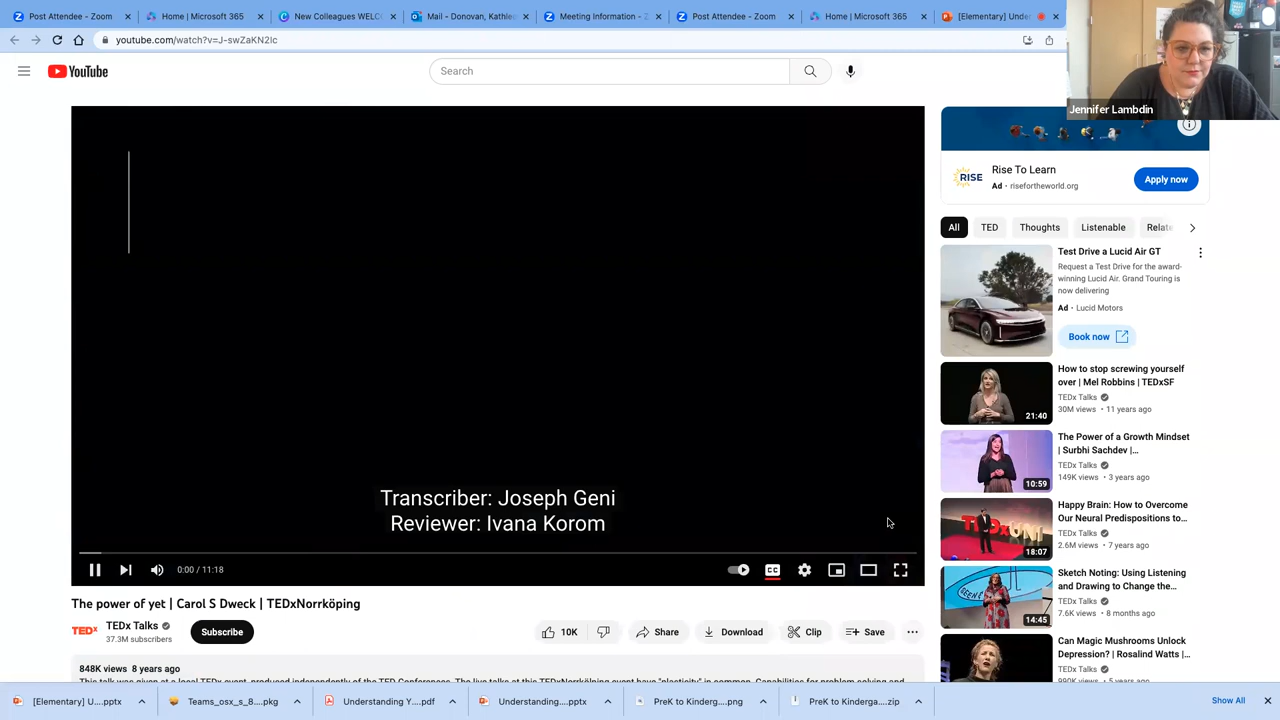 Post Attendee - Zoom
Home | Microsoft 365
New Colleagues WELC
Mail - Donovan, Kathlee
Meeting Information - Z
Post Attendee - Zoom
Home | Microsoft 365
[Elementary] Unde
youtube.com/watch?v=J-swZaKN2Ic
YouTube
Search
Jennifer Lambdin
RISE
Rise To Learn
Ad • risefortheworld.org
Apply now
All
TED
Thoughts
Listenable
Relate
Test Drive a Lucid Air GT
Request a Test Drive for the award-
winning Lucid Air. Grand Touring is
now delivering
Ad • Lucid Motors
Book now
How to stop screwing yourself
over | Mel Robbins | TEDxSF
TEDx Talks
30M views • 11 years ago
21:40
The Power of a Growth Mindset
| Surbhi Sachdev |...
TEDx Talks
149K views • 3 years ago
10:59
Happy Brain: How to Overcome
Our Neural Predispositions to...
TEDx Talks
2.6M views • 7 years ago
18:07
Sketch Noting: Using Listening
and Drawing to Change the...
TEDx Talks
7.6K views • 8 months ago
14:45
Can Magic Mushrooms Unlock
Depression? | Rosalind Watts |...
TEDx Talks
990K views • 5 years ago
Transcriber: Joseph Geni
Reviewer: Ivana Korom
0:00 / 11:18
The power of yet | Carol S Dweck | TEDxNorrköping
TEDx
TEDx Talks
37.3M subscribers
Subscribe
10K
Share
Download
Clip
Save
848K views 8 years ago
[Elementary] U....pptx
Teams_osx_s_8....pkg
Understanding Y....pdf
Understanding....pptx
PreK to Kinderg....png
PreK to Kinderga....zip
Show All